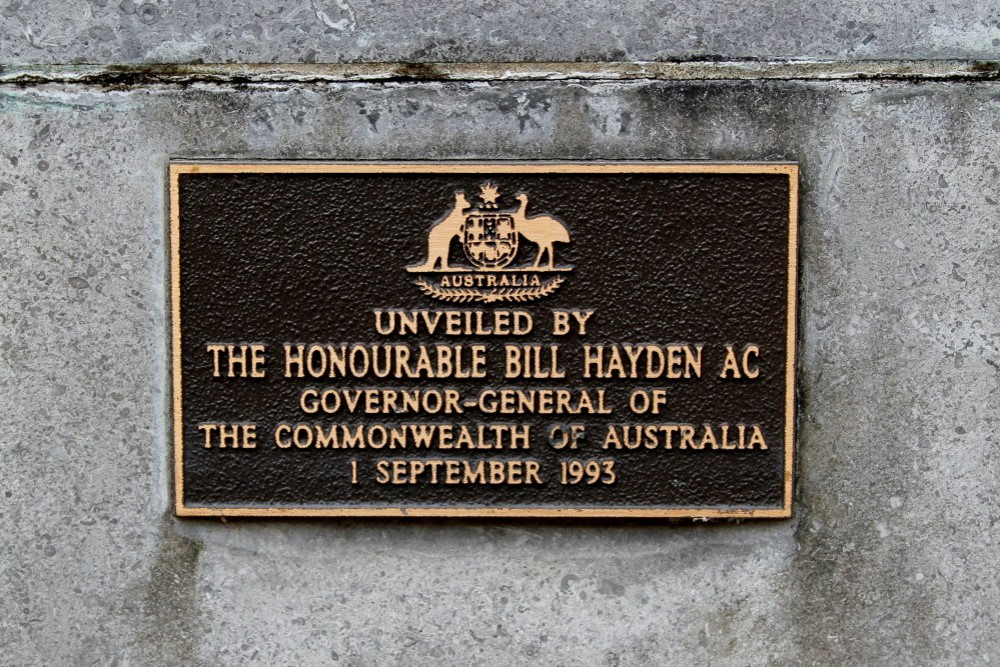 AUSTRALIA
UNVEILED BY
THE HONOURABLE BILL HAYDEN AC
GOVERNOR-GENERAL OF
THE COMMONWEALTH OF AUSTRALIA
1 SEPTEMBER 1993